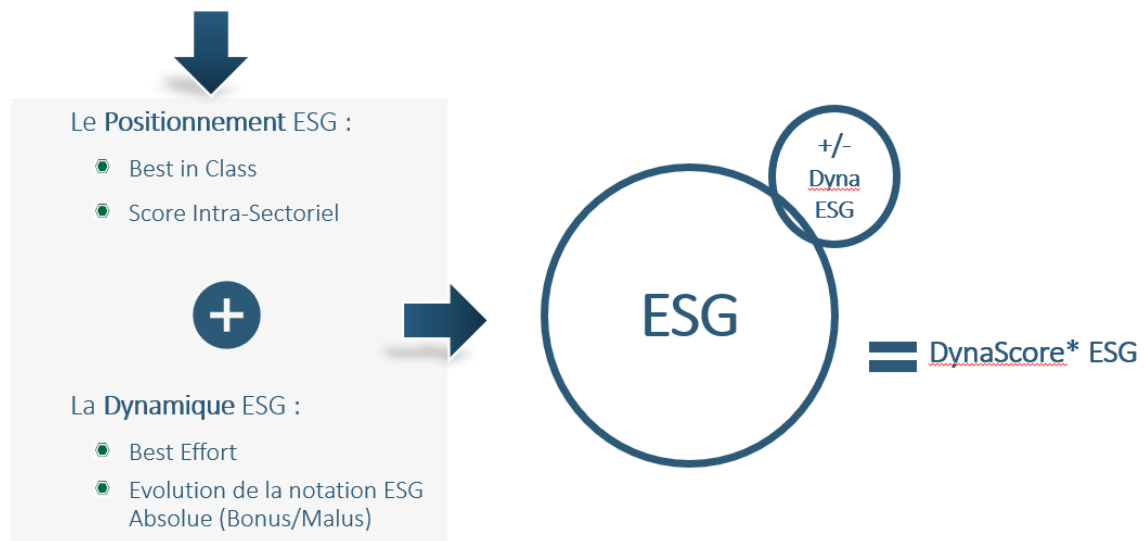 Le Positionnement ESG :
Best in Class
Score Intra-Sectoriel
+
La Dynamique ESG :
Best Effort
Evolution de la notation ESG
Absolue (Bonus/Malus)
+/-
Dyna
ESG
ESG
= DynaScore* ESG